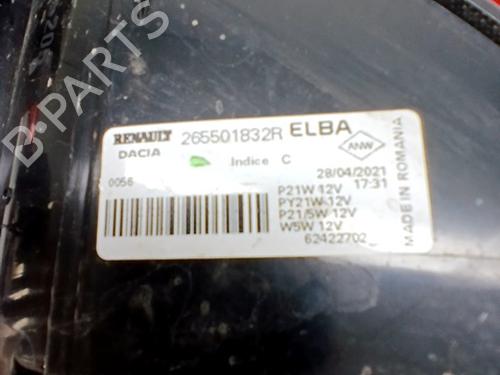 B-PARTS
RENAULT 265501832R ELBA
DACIA Indice C ANW
28/04/2021
0056 17:31
P21W 12V
PY21W 12V
P21/5W 12V
W5W 12V
62422702
MADE IN ROMANIA